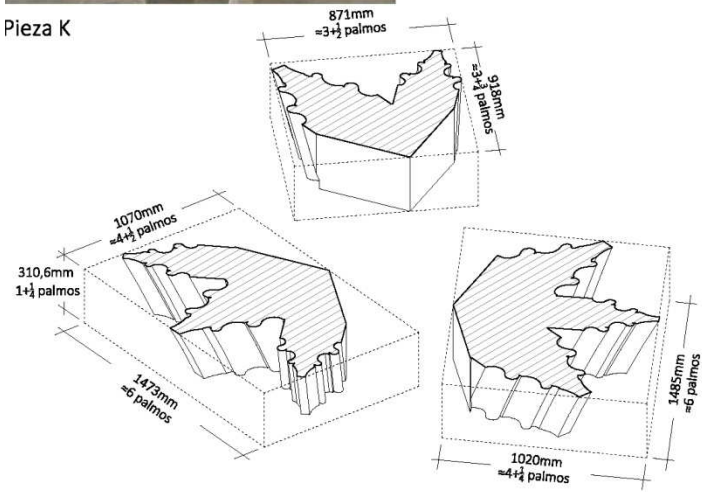 Pieza K
871mm
≈3+½ palmos
918mm
≈3+¾ palmos
1070mm
≈4+½ palmos
310,6mm
1+¼ palmos
1473mm
≈6 palmos
1485mm
≈6 palmos
1020mm
≈4+¼ palmos